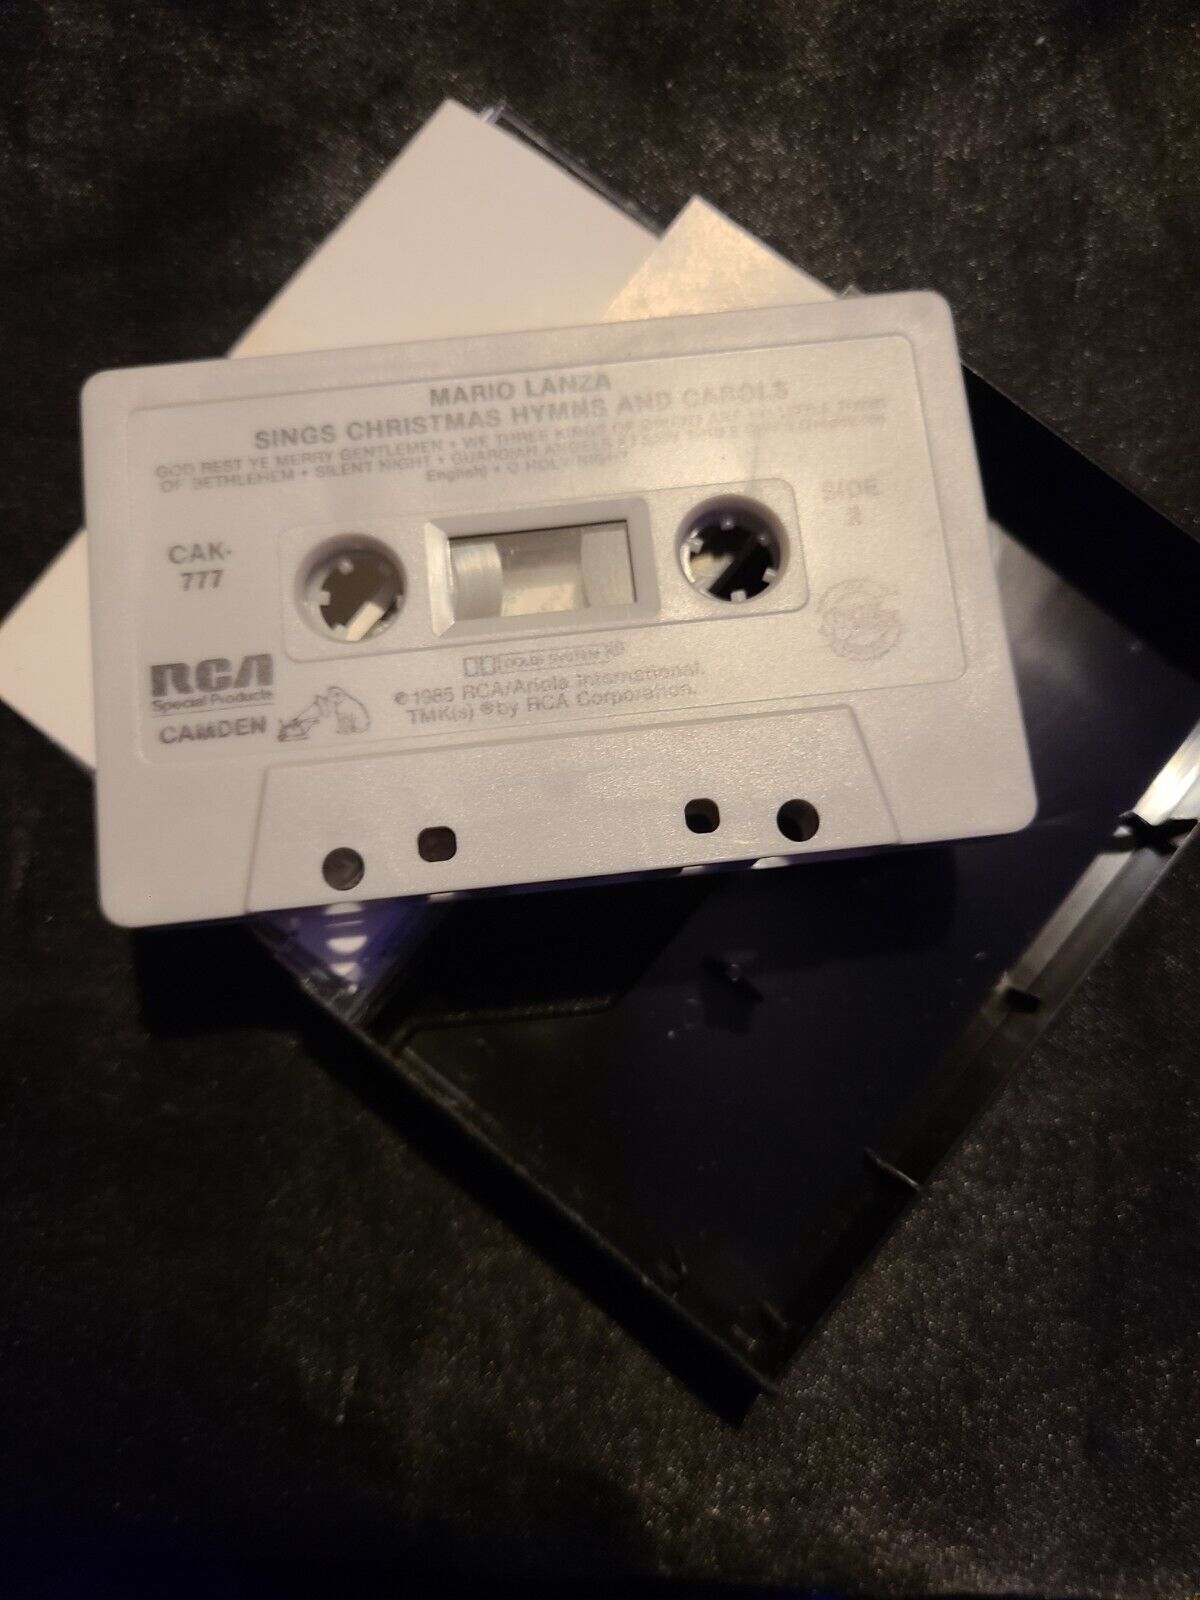 MARIO LANZA
SINGS CHRISTMAS HYMNS AND CAROLS
GOD REST YE MERRY GENTLEMEN • WE THREE KINGS OF ORIENT
OF BETHLEHEM • SILENT NIGHT • GUARDIAN ANGELS
English) • O HOLY NIGHT
CAK-
777
SIDE
2
RCA
Special Products
CAMDEN
DOLBY SYSTEM
© 1985 RCA/Ariola International.
TMK(s) ® by RCA Corporation.